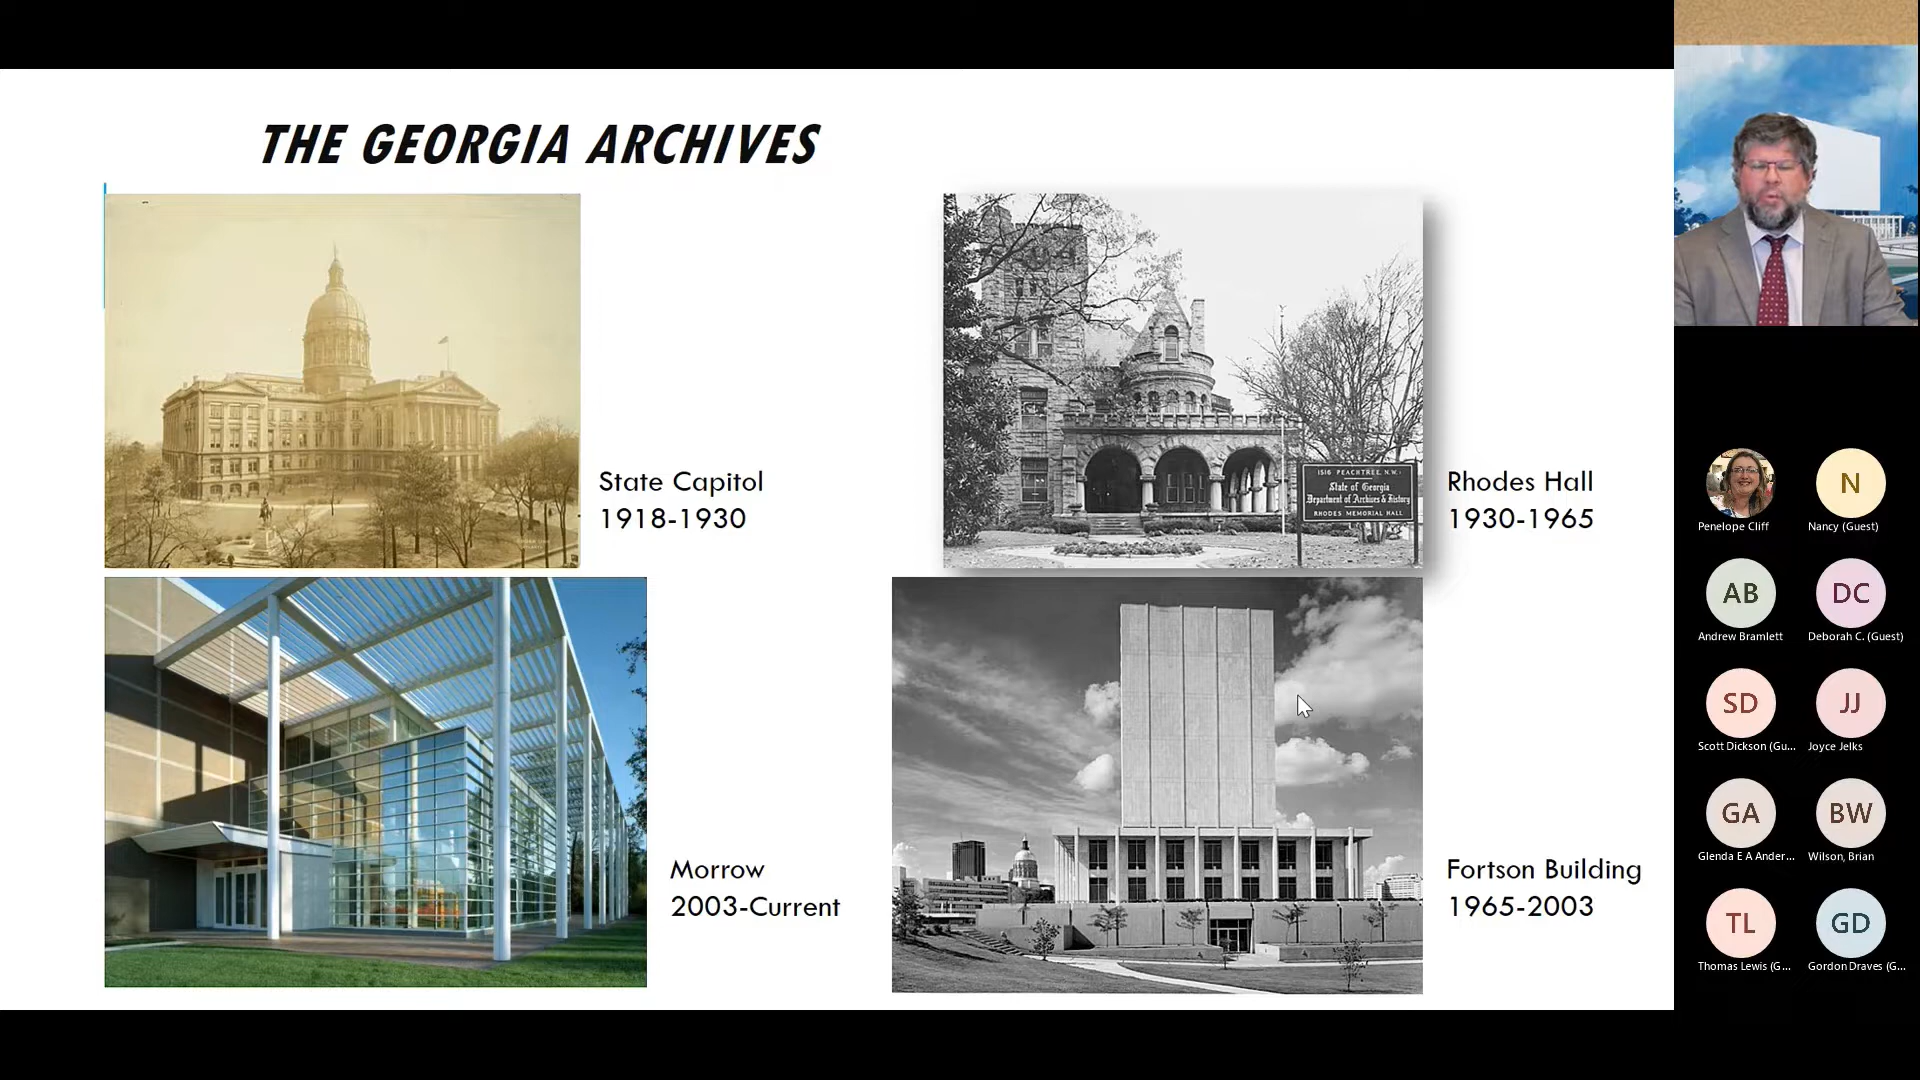 THE GEORGIA ARCHIVES
State Capitol
1918-1930
1516 PEACHTREE, N.W.
State of Georgia
Department of Archives & History
RHODES MEMORIAL HALL
Rhodes Hall
1930-1965
Morrow
2003-Current
Fortson Building
1965-2003
Penelope Cliff
N
Nancy (Guest)
AB
Andrew Bramlett
DC
Deborah C. (Guest)
SD
Scott Dickson (Gu...
JJ
Joyce Jelks
GA
Glenda E A Ander...
BW
Wilson, Brian
TL
Thomas Lewis (G...
GD
Gordon Draves (G...